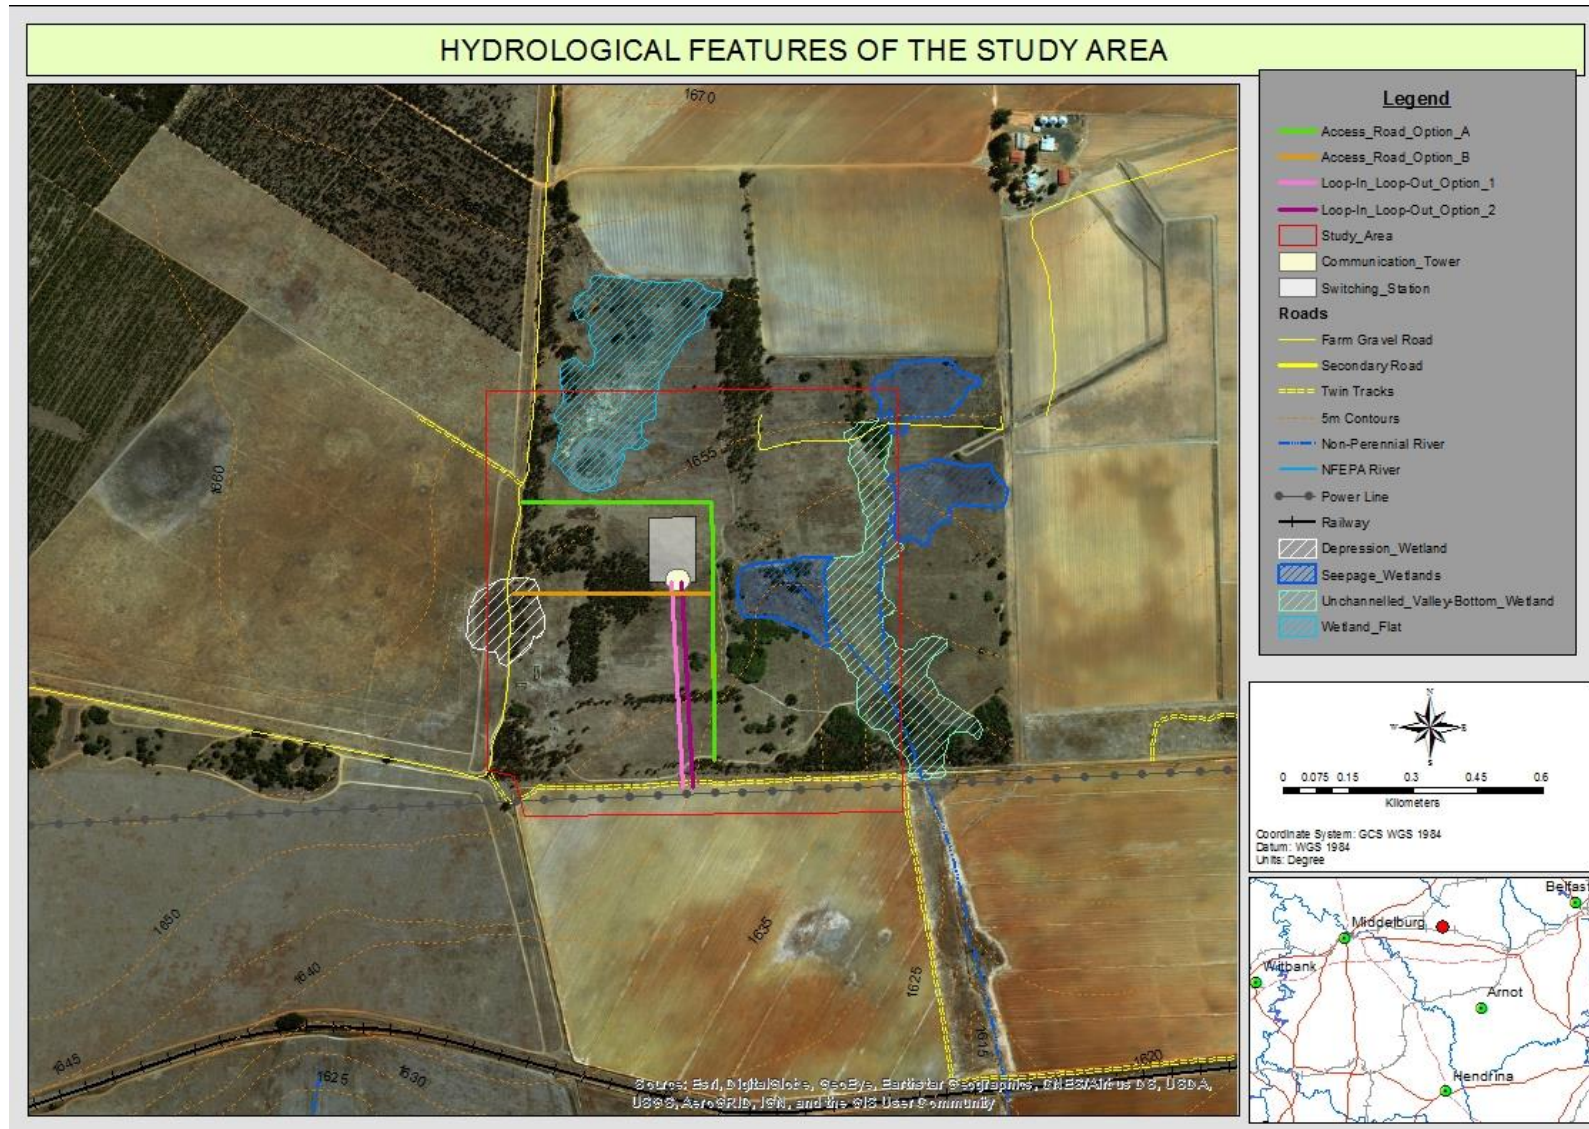 HYDROLOGICAL FEATURES OF THE STUDY AREA
1670
1655
1660
1650
1640
1635
1625
1615
1620
1645
1625
1630
Source: Esri, DigitalGlobe, GeoEye, Earthstar Geographics, CNES/Airbus DS, USDA,
USGS, AeroGRID, IGN, and the GIS User Community
Legend
Access_Road_Option_A
Access_Road_Option_B
Loop-In_Loop-Out_Option_1
Loop-In_Loop-Out_Option_2
Study_Area
Communication_Tower
Switching_Station
Roads
Farm Gravel Road
Secondary Road
Twin Tracks
5m Contours
Non-Perennial River
NFEPA River
Power Line
Railway
Depression_Wetland
Seepage_Wetlands
Unchannelled_Valley-Bottom_Wetland
Wetland_Flat
N
W E
S
0 0.075 0.15 0.3 0.45 0.6
Kilometers
Coordinate System: GCS WGS 1984
Datum: WGS 1984
Units: Degree
Belfast
Middelburg
Witbank
Arnot
Hendrina